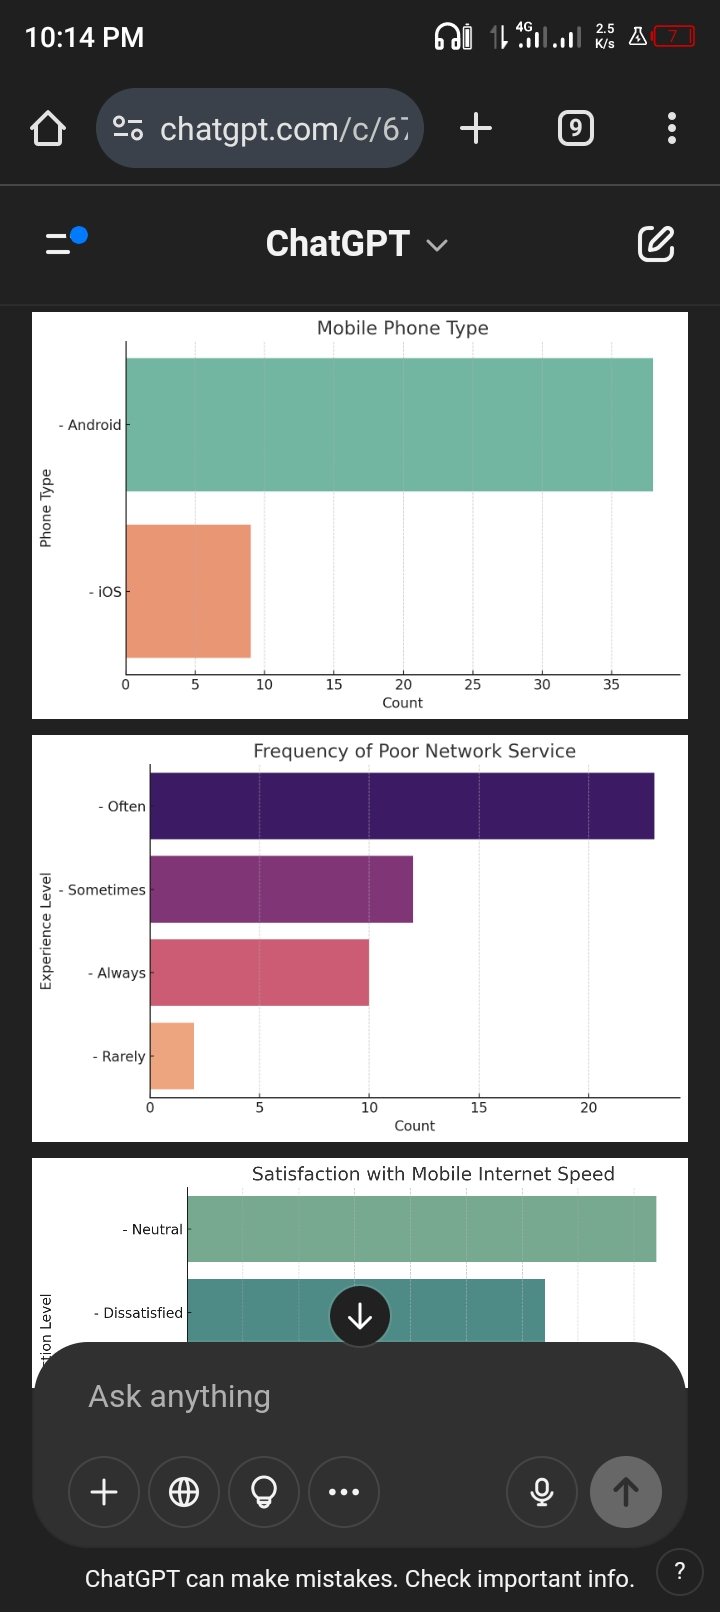 10:14 PM
4G
2.5
K/s
7
chatgpt.com/c/67
9
ChatGPT
Mobile Phone Type
- Android
- iOS
Phone Type
0 5 10 15 20 25 30 35
Count
Frequency of Poor Network Service
- Often
- Sometimes
- Always
- Rarely
Experience Level
0 5 10 15 20
Count
Satisfaction with Mobile Internet Speed
- Neutral
- Dissatisfied
tion Level
Ask anything
ChatGPT can make mistakes. Check important info.
?